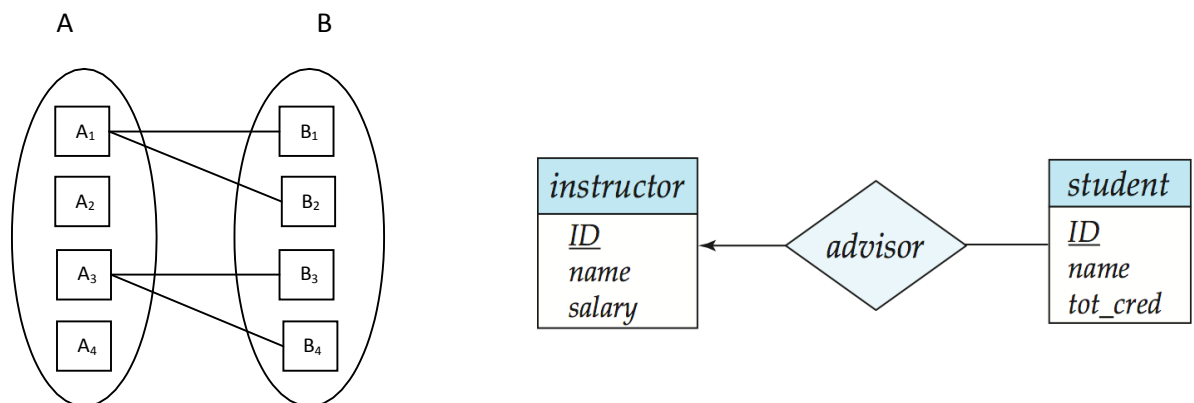 A B
A₁ B₁
A₂ B₂
A₃ B₃
A₄ B₄
instructor
ID
name
salary
advisor
student
ID
name
tot_cred